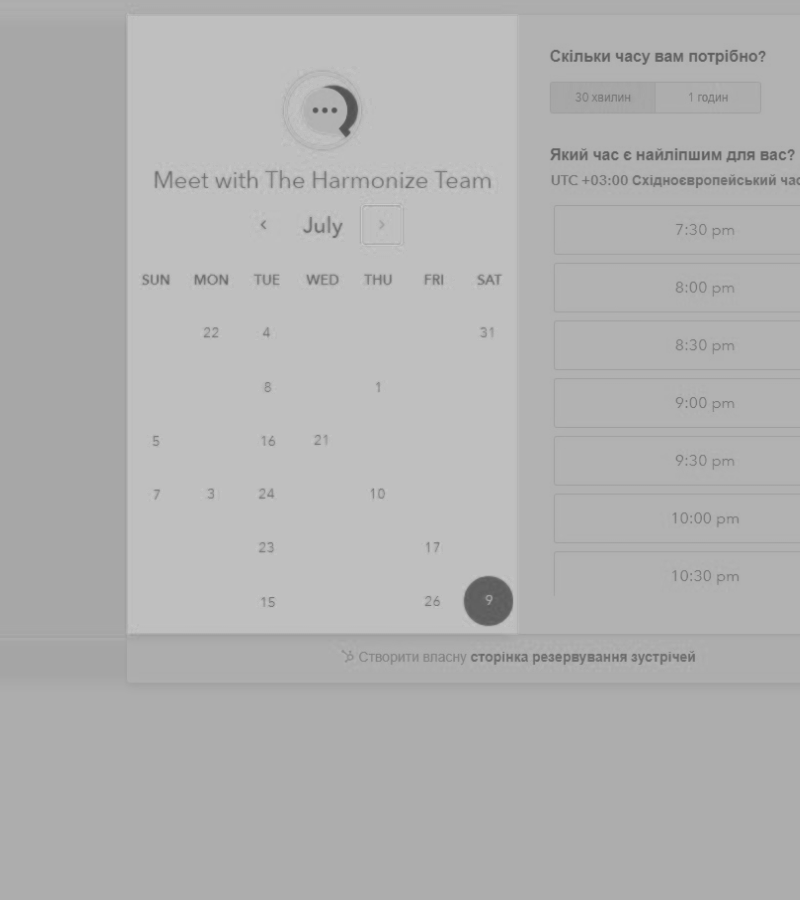 Meet with The Harmonize Team
‹ July ›
SUN MON TUE WED THU FRI SAT
22 4 31
8 1
5 16 21
7 3 24 10
23 17
15 26 9
Скільки часу вам потрібно?
30 хвилин 1 годин
Який час є найліпшим для вас?
UTC +03:00 Східноєвропейський час
7:30 pm
8:00 pm
8:30 pm
9:00 pm
9:30 pm
10:00 pm
10:30 pm
Створити власну сторінка резервування зустрічей